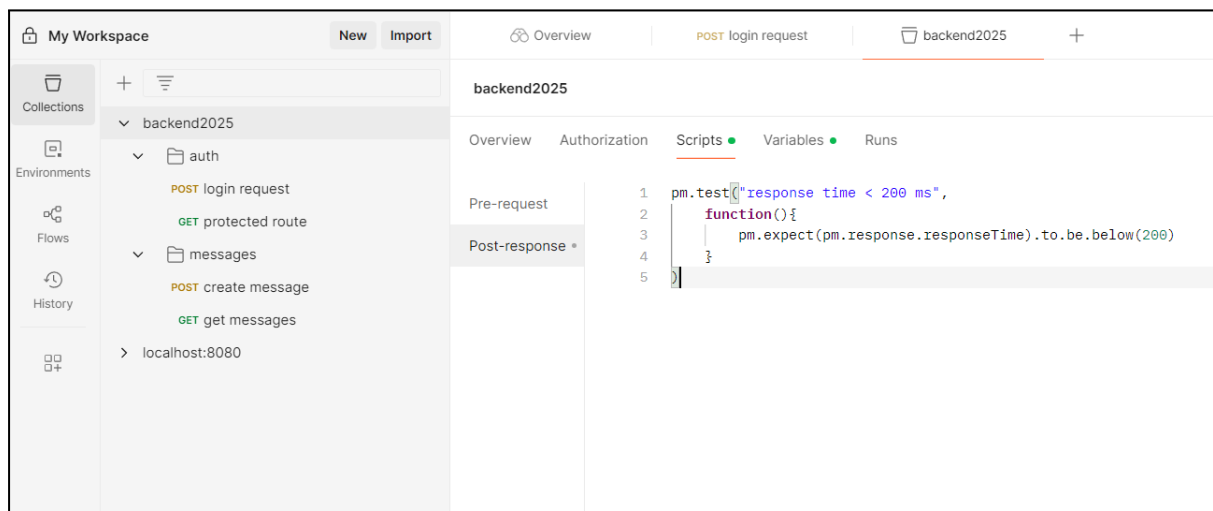 My Workspace New Import
Overview POST login request backend2025
Collections
Environments
Flows
History
backend2025
auth
POST login request
GET protected route
messages
POST create message
GET get messages
localhost:8080
backend2025
Overview Authorization Scripts Variables Runs
Pre-request
Post-response
1 pm.test("response time < 200 ms",
2 function(){
3 pm.expect(pm.response.responseTime).to.be.below(200)
4 }
5 )